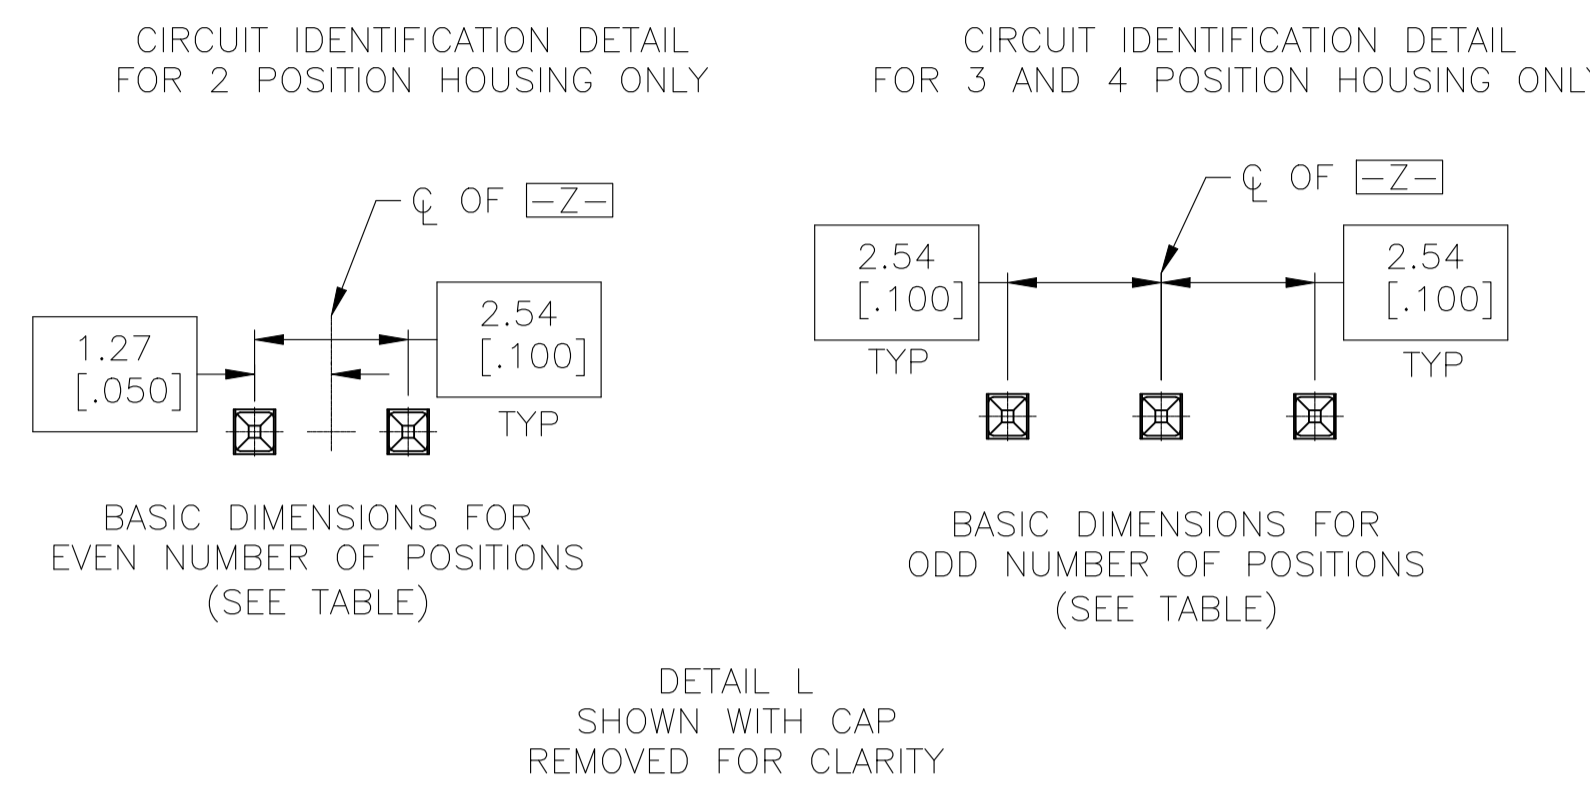 CIRCUIT IDENTIFICATION DETAIL
FOR 2 POSITION HOUSING ONLY
CIRCUIT IDENTIFICATION DETAIL
FOR 3 AND 4 POSITION HOUSING ONLY
℄ OF -Z-
1.27
[.050]
2.54
[.100]
TYP
BASIC DIMENSIONS FOR
EVEN NUMBER OF POSITIONS
(SEE TABLE)
℄ OF -Z-
2.54
[.100]
TYP
2.54
[.100]
TYP
BASIC DIMENSIONS FOR
ODD NUMBER OF POSITIONS
(SEE TABLE)
DETAIL L
SHOWN WITH CAP
REMOVED FOR CLARITY